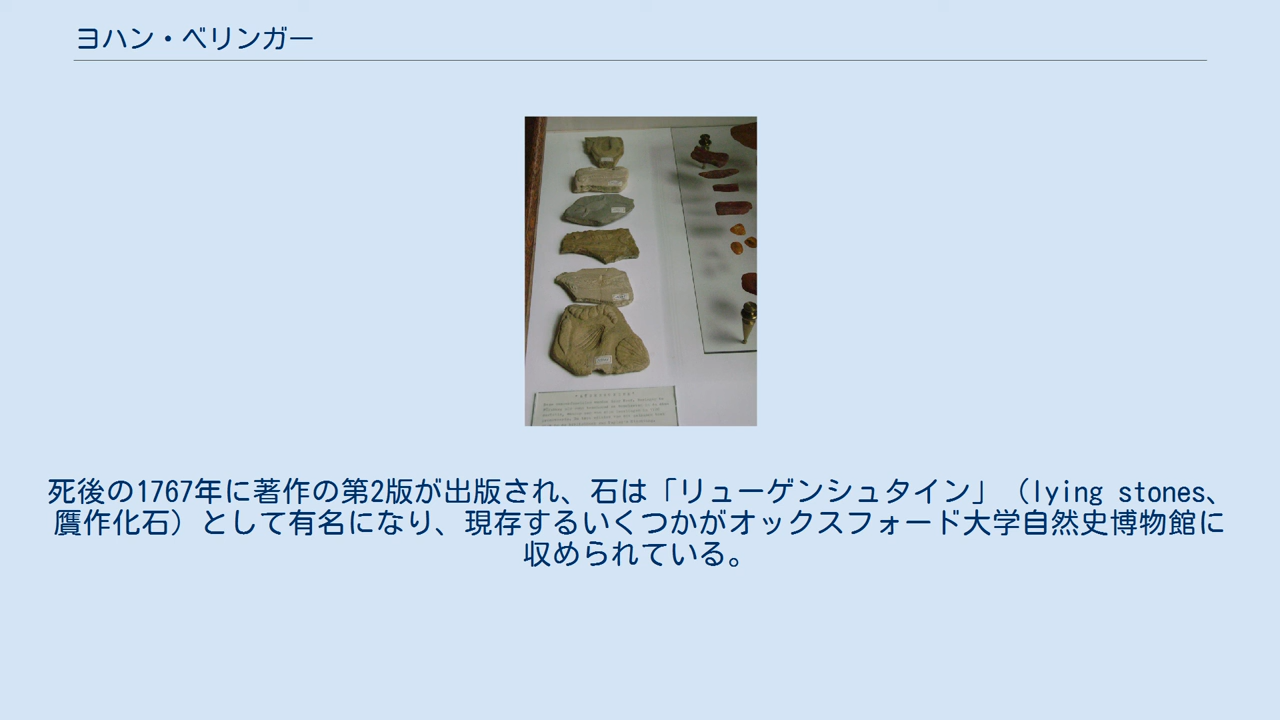 ヨハン・ベリンガー
死後の1767年に著作の第2版が出版され、石は「リューゲンシュタイン」（lying stones、
贋作化石）として有名になり、現存するいくつかがオックスフォード大学自然史博物館に
収められている。